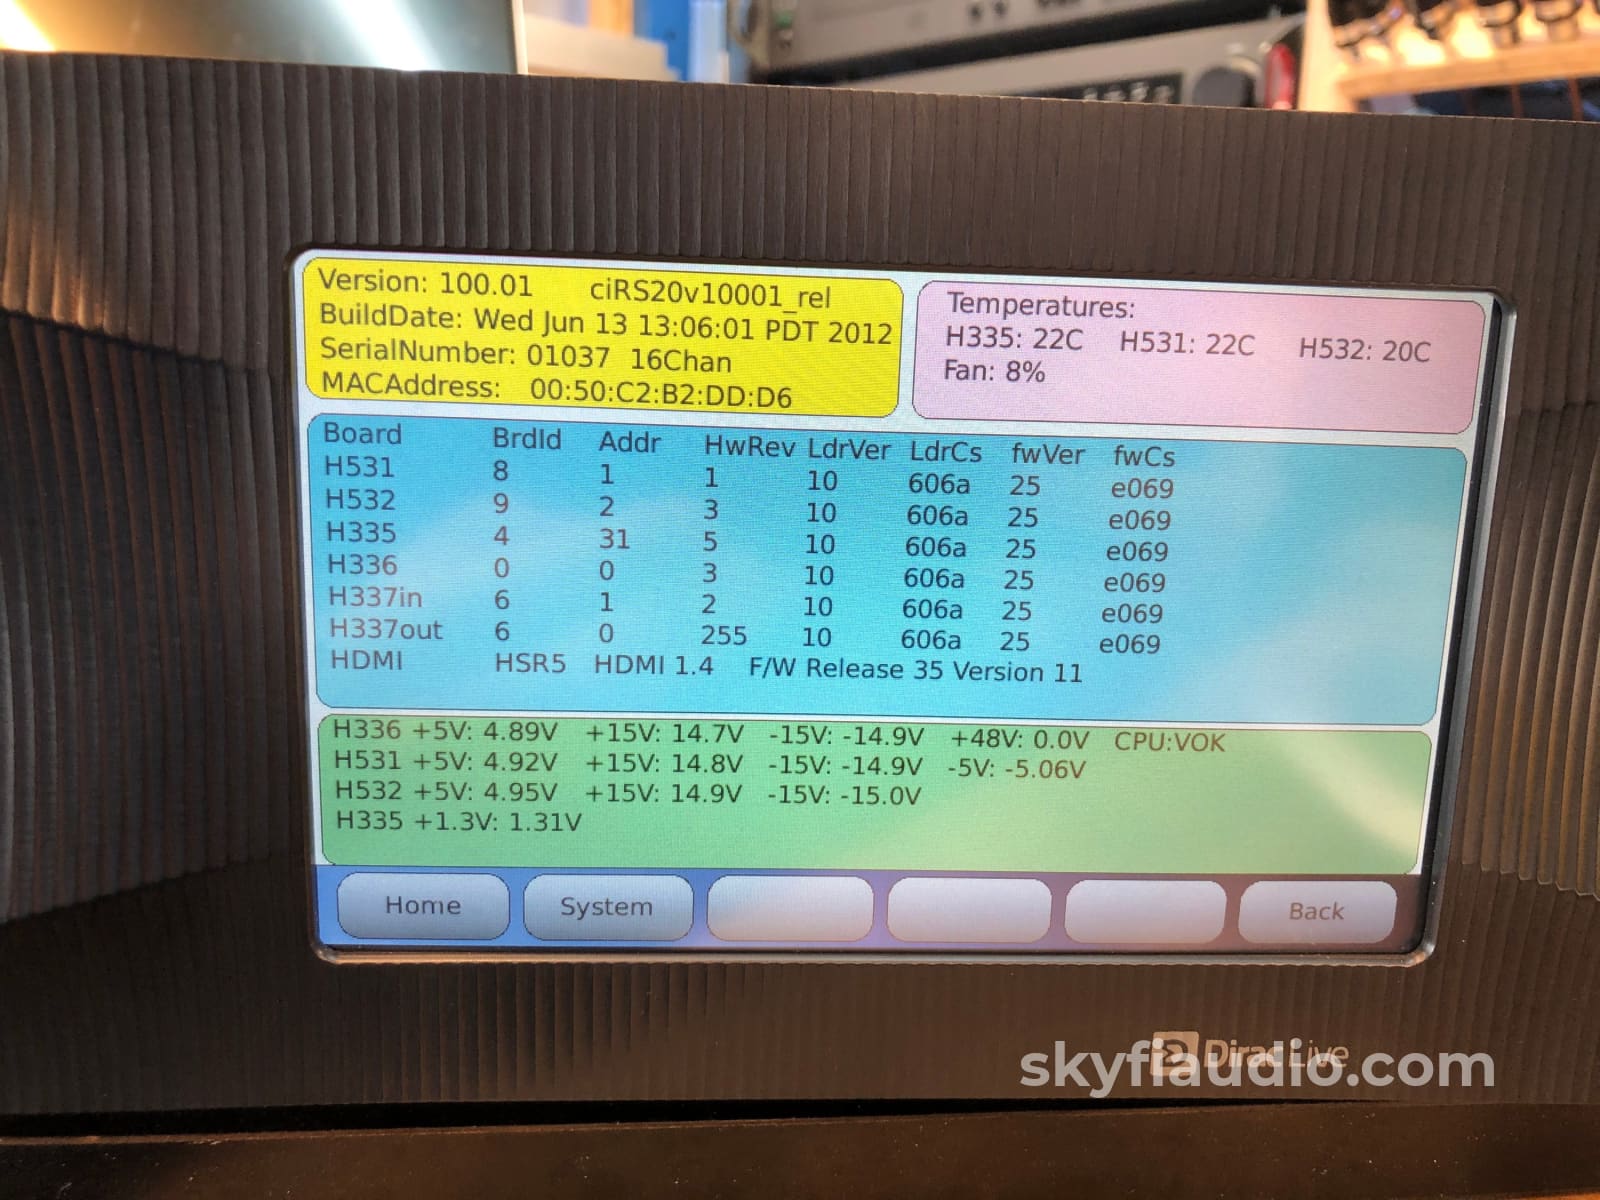 Version: 100.01 ciRS20v10001_rel
BuildDate: Wed Jun 13 13:06:01 PDT 2012
SerialNumber: 01037 16Chan
MACAddress: 00:50:C2:B2:DD:D6
Temperatures:
H335: 22C H531: 22C H532: 20C
Fan: 8%
Board BrdId Addr HwRev LdrVer LdrCs fwVer fwCs
H531 8 1 1 10 606a 25 e069
H532 9 2 3 10 606a 25 e069
H335 4 31 5 10 606a 25 e069
H336 0 0 3 10 606a 25 e069
H337in 6 1 2 10 606a 25 e069
H337out 6 0 255 10 606a 25 e069
HDMI HSR5 HDMI 1.4 F/W Release 35 Version 11
H336 +5V: 4.89V +15V: 14.7V -15V: -14.9V +48V: 0.0V CPU:VOK
H531 +5V: 4.92V +15V: 14.8V -15V: -14.9V -5V: -5.06V
H532 +5V: 4.95V +15V: 14.9V -15V: -15.0V
H335 +1.3V: 1.31V
Home System Back
Dirac Live
skyfiaudio.com